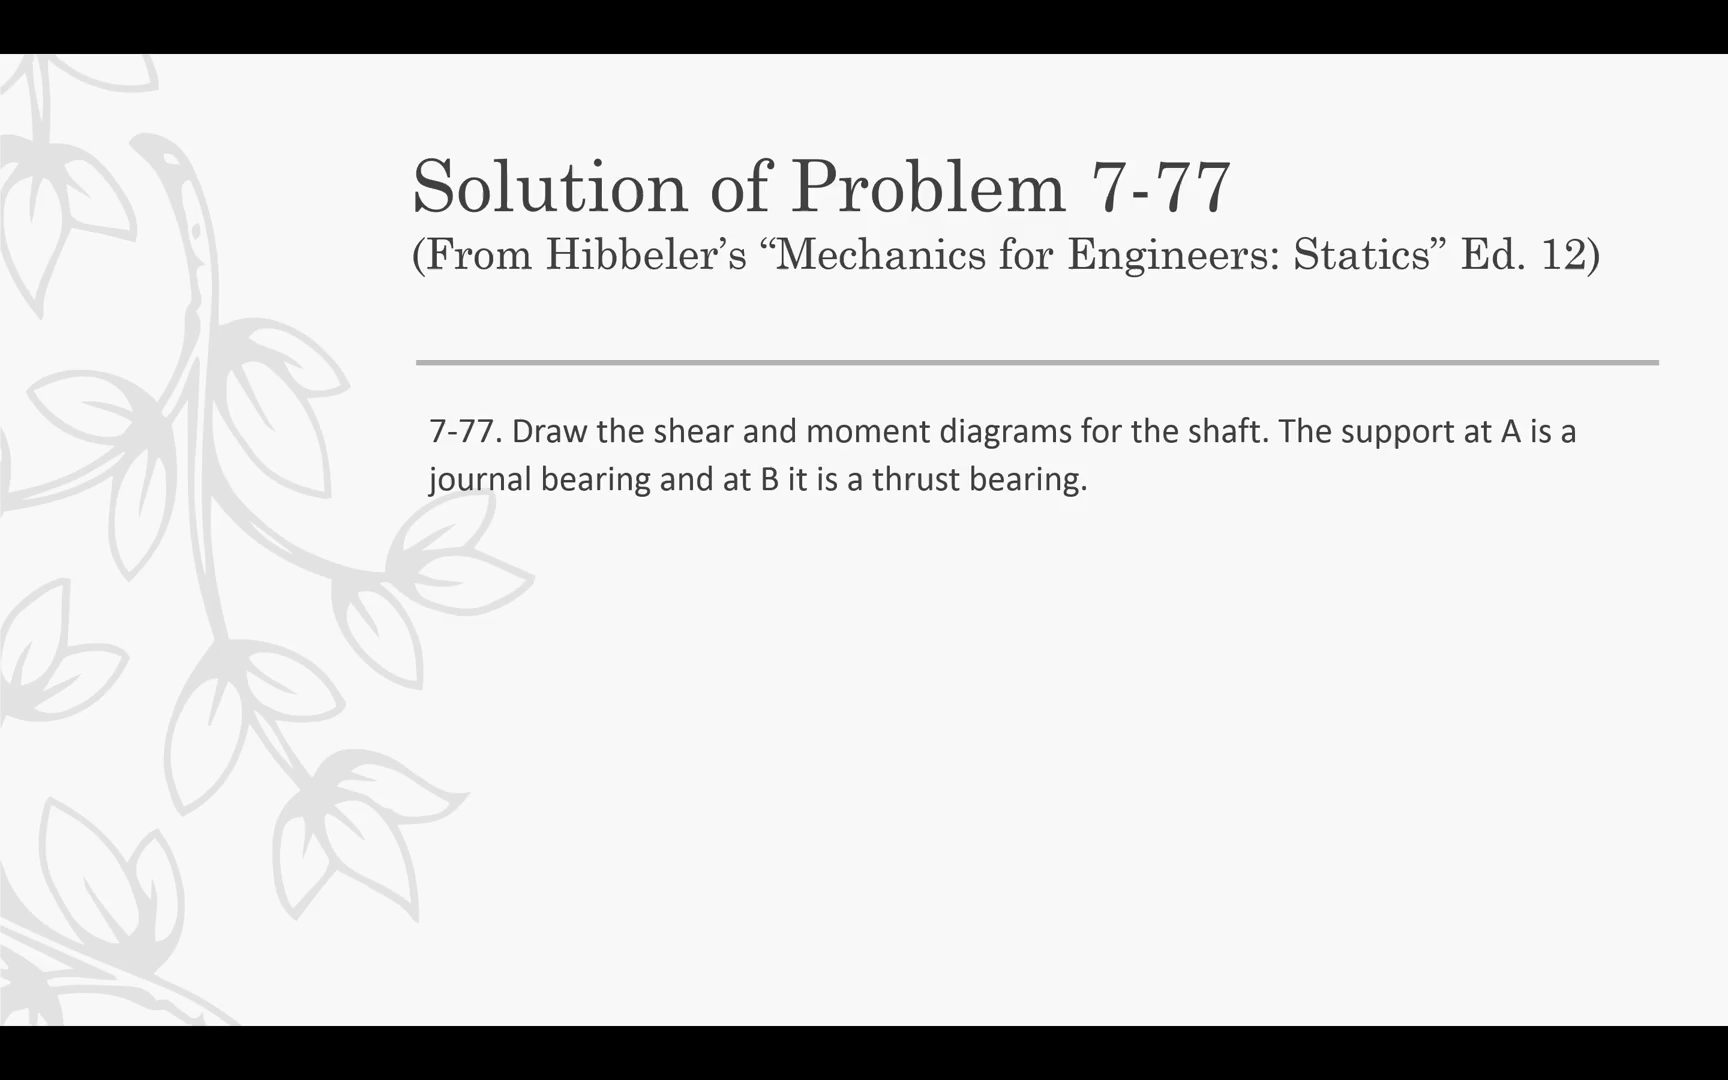 Solution of Problem 7-77
(From Hibbeler’s “Mechanics for Engineers: Statics” Ed. 12)
7-77. Draw the shear and moment diagrams for the shaft. The support at A is a
journal bearing and at B it is a thrust bearing.